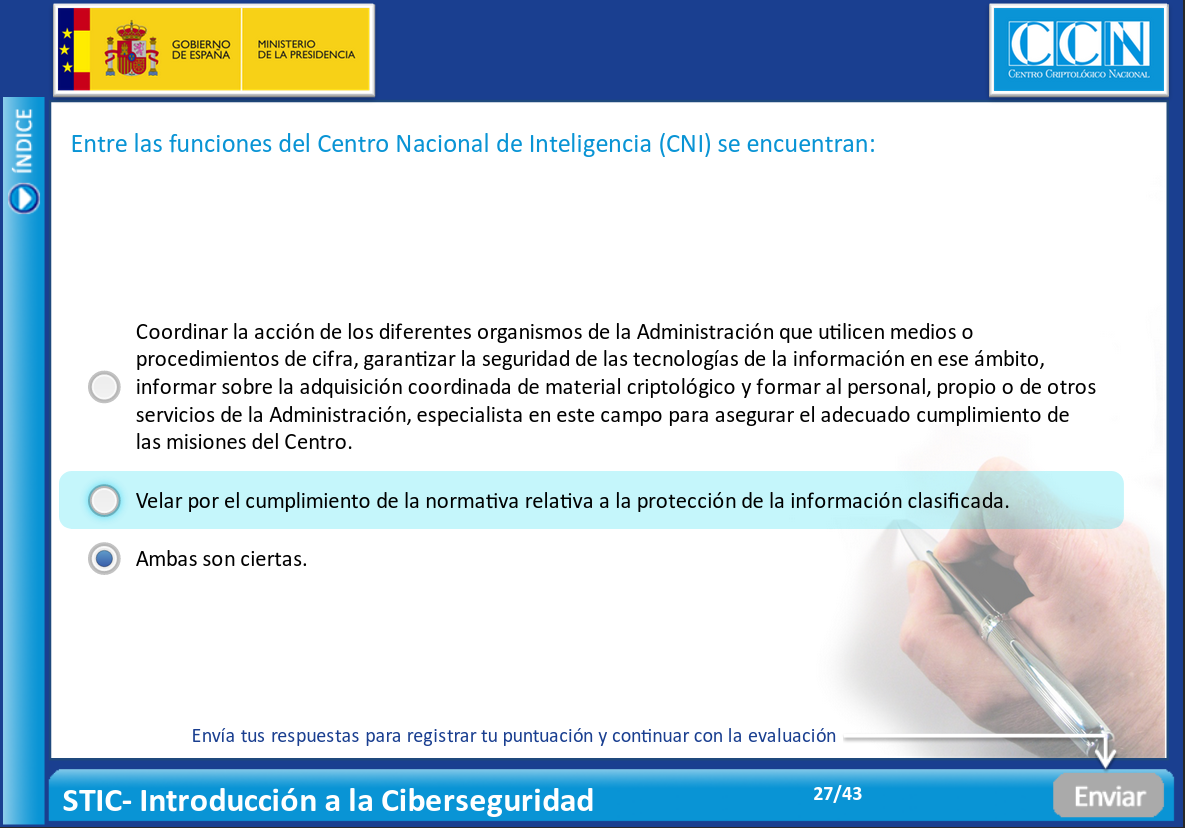 GOBIERNO
DE ESPAÑA
MINISTERIO
DE LA PRESIDENCIA
CCN
CENTRO CRIPTOLÓGICO NACIONAL
ÍNDICE
Entre las funciones del Centro Nacional de Inteligencia (CNI) se encuentran:
Coordinar la acción de los diferentes organismos de la Administración que utilicen medios o
procedimientos de cifra, garantizar la seguridad de las tecnologías de la información en ese ámbito,
informar sobre la adquisición coordinada de material criptológico y formar al personal, propio o de otros
servicios de la Administración, especialista en este campo para asegurar el adecuado cumplimiento de
las misiones del Centro.
Velar por el cumplimiento de la normativa relativa a la protección de la información clasificada.
Ambas son ciertas.
Envía tus respuestas para registrar tu puntuación y continuar con la evaluación
STIC- Introducción a la Ciberseguridad
27/43
Enviar